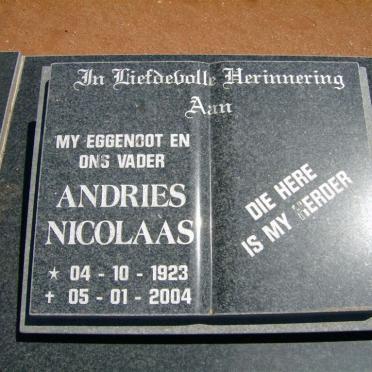 In Liefdevolle Herinnering
Aan
MY EGGENOOT EN
ONS VADER
ANDRIES
NICOLAAS
* 04 - 10 - 1923
✝ 05 - 01 - 2004
DIE HERE
IS MY HERDER